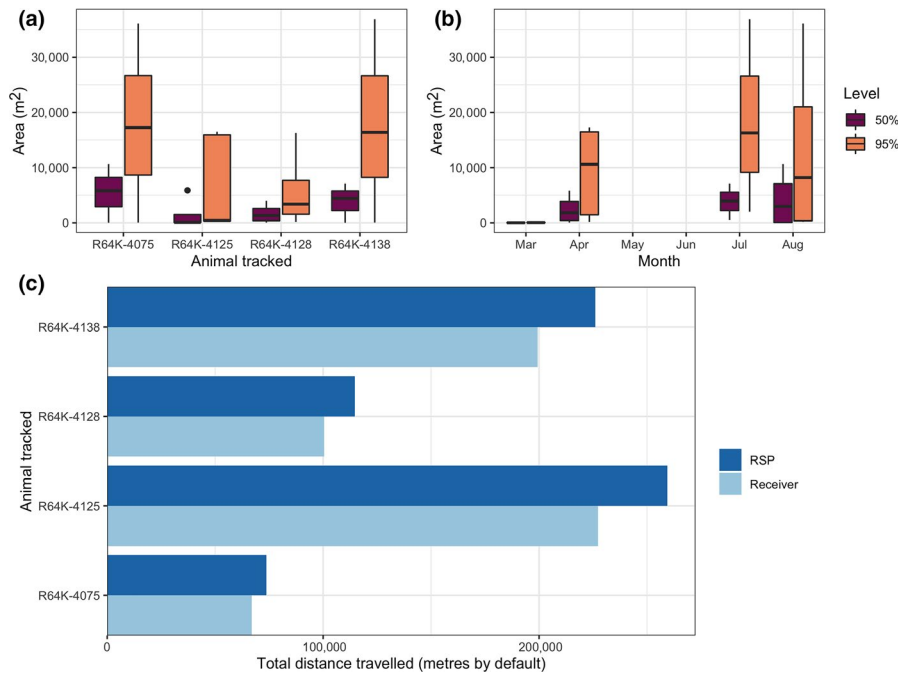 (a)
Area (m²)
30,000
20,000
10,000
0
R64K-4075 R64K-4125 R64K-4128 R64K-4138
Animal tracked
(b)
Area (m²)
30,000
20,000
10,000
0
Mar Apr May Jun Jul Aug
Month
Level
50%
95%
(c)
Animal tracked
R64K-4138
R64K-4128
R64K-4125
R64K-4075
0 100,000 200,000
Total distance travelled (metres by default)
RSP
Receiver